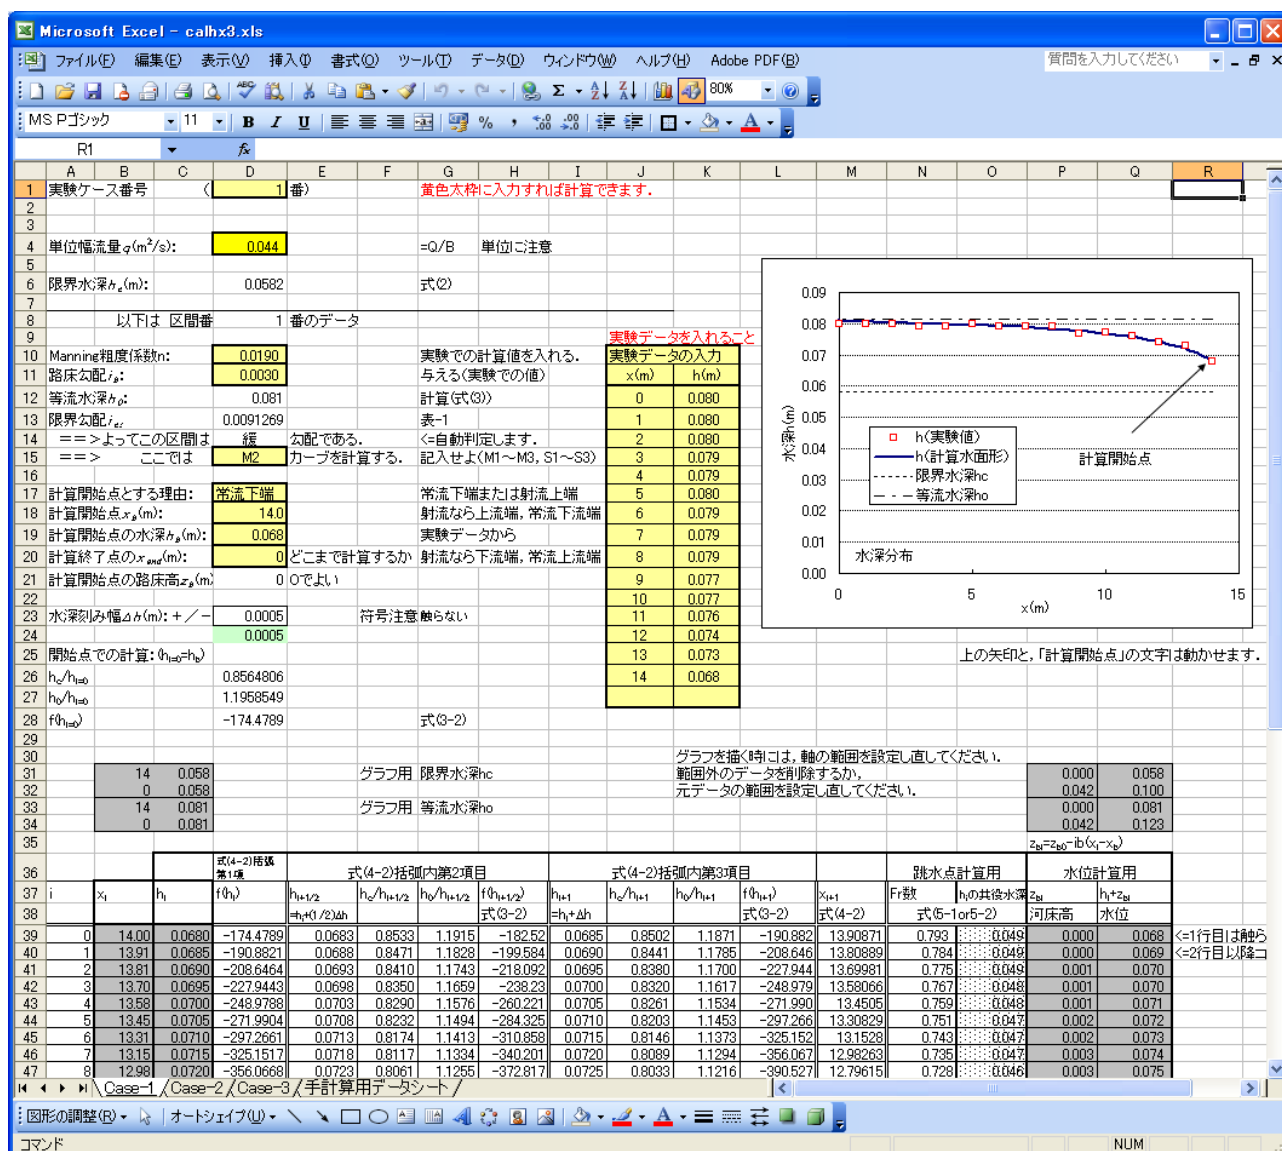 Microsoft Excel - calhx3.xls
ファイル(F) 編集(E) 表示(V) 挿入(I) 書式(O) ツール(T) データ(D) ウィンドウ(W) ヘルプ(H) Adobe PDF(B) 質問を入力してください
80%
MS Pゴシック 11 B I U
R1 fx
A B C D E F G H I J K L M N O P Q R
1 実験ケース番号 ( 1 番) 黄色太枠に入力すれば計算できます.
2
3
4 単位幅流量q(m²/s): 0.044 =Q/B 単位に注意
5
6 限界水深hc(m): 0.0582 式(2)
7
8 以下は 区間番 1 番のデータ
9 実験データを入れること
10 Manning粗度係数n: 0.0190 実験での計算値を入れる. 実験データの入力
11 路床勾配ib: 0.0030 与える(実験での値) x(m) h(m)
12 等流水深h0: 0.081 計算(式(3)) 0 0.080
13 限界勾配ic: 0.0091269 表-1 1 0.080
14 ==>よってこの区間は 緩 勾配である. <=自動判定します. 2 0.080
15 ==> ここでは M2 カーブを計算する. 記入せよ(M1～M3, S1～S3) 3 0.079
16 4 0.079
17 計算開始点とする理由: 常流下端 常流下端または射流上端 5 0.080
18 計算開始点xb(m): 14.0 射流なら上流端, 常流下流端 6 0.079
19 計算開始点の水深hb(m): 0.068 実験データから 7 0.079
20 計算終了点のxend(m): 0 どこまで計算するか 射流なら下流端, 常流上流端 8 0.079
21 計算開始点の路床高zb(m) 0 0でよい 9 0.077
22 10 0.077
23 水深刻み幅Δh(m):+/- 0.0005 符号注意 触らない 11 0.076
24 0.0005 12 0.074
25 開始点での計算:(hi=0=hb) 13 0.073 上の矢印と,「計算開始点」の文字は動かせます.
26 hc/hi=0 0.8564806 14 0.068
27 h0/hi=0 1.1958549
28 f(hi=0) -174.4789 式(3-2)
29
30 グラフを描く時には, 軸の範囲を設定し直してください.
31 14 0.058 グラフ用 限界水深hc 範囲外のデータを削除するか, 0.000 0.058
32 0 0.058 元データの範囲を設定し直してください. 0.042 0.100
33 14 0.081 グラフ用 等流水深ho 0.000 0.081
34 0 0.081 0.042 0.123
35 zbi=zb0-ib(xi-xb)
0.09
0.08
0.07
0.06
0.05
0.04
0.03
0.02
0.01
0.00
水深h(m)
h(実験値)
h(計算水面形)
限界水深hc
等流水深ho
計算開始点
水深分布
0 5 10 15
x(m)
36 式(4-2)括弧第1項 式(4-2)括弧内第2項目 式(4-2)括弧内第3項目 跳水点計算用 水位計算用
37 i xi hi f(hi) hi+1/2 hc/hi+1/2 h0/hi+1/2 f(hi+1/2) hi+1 hc/hi+1 h0/hi+1 f(hi+1) xi+1 Fr数 hiの共役水深 zbi hi+zbi
38 =hi+(1/2)Δh 式(3-2) =hi+Δh 式(3-2) 式(4-2) 式(5-1or5-2) 河床高 水位
39 0 14.00 0.0680 -174.4789 0.0683 0.8533 1.1915 -182.52 0.0685 0.8502 1.1871 -190.882 13.90871 0.793 0.049 0.000 0.068 <=1行目は触ら
40 1 13.91 0.0685 -190.8821 0.0688 0.8471 1.1828 -199.584 0.0690 0.8441 1.1785 -208.646 13.80889 0.784 0.049 0.000 0.069 <=2行目以降コ
41 2 13.81 0.0690 -208.6464 0.0693 0.8410 1.1743 -218.092 0.0695 0.8380 1.1700 -227.944 13.69981 0.775 0.049 0.001 0.070
42 3 13.70 0.0695 -227.9443 0.0698 0.8350 1.1659 -238.23 0.0700 0.8320 1.1617 -248.979 13.58066 0.767 0.048 0.001 0.070
43 4 13.58 0.0700 -248.9788 0.0703 0.8290 1.1576 -260.221 0.0705 0.8261 1.1534 -271.990 13.4505 0.759 0.048 0.001 0.071
44 5 13.45 0.0705 -271.9904 0.0708 0.8232 1.1494 -284.325 0.0710 0.8203 1.1453 -297.266 13.30829 0.751 0.047 0.002 0.072
45 6 13.31 0.0710 -297.2661 0.0713 0.8174 1.1413 -310.858 0.0715 0.8146 1.1373 -325.152 13.1528 0.743 0.047 0.002 0.073
46 7 13.15 0.0715 -325.1517 0.0718 0.8117 1.1334 -340.201 0.0720 0.8089 1.1294 -356.067 12.98263 0.735 0.047 0.003 0.074
47 8 12.98 0.0720 -356.0668 0.0723 0.8061 1.1255 -372.817 0.0725 0.8033 1.1216 -390.527 12.79615 0.728 0.046 0.003 0.075
Case-1 Case-2 Case-3 手計算用データシート
図形の調整(R) オートシェイプ(U)
コマンド NUM